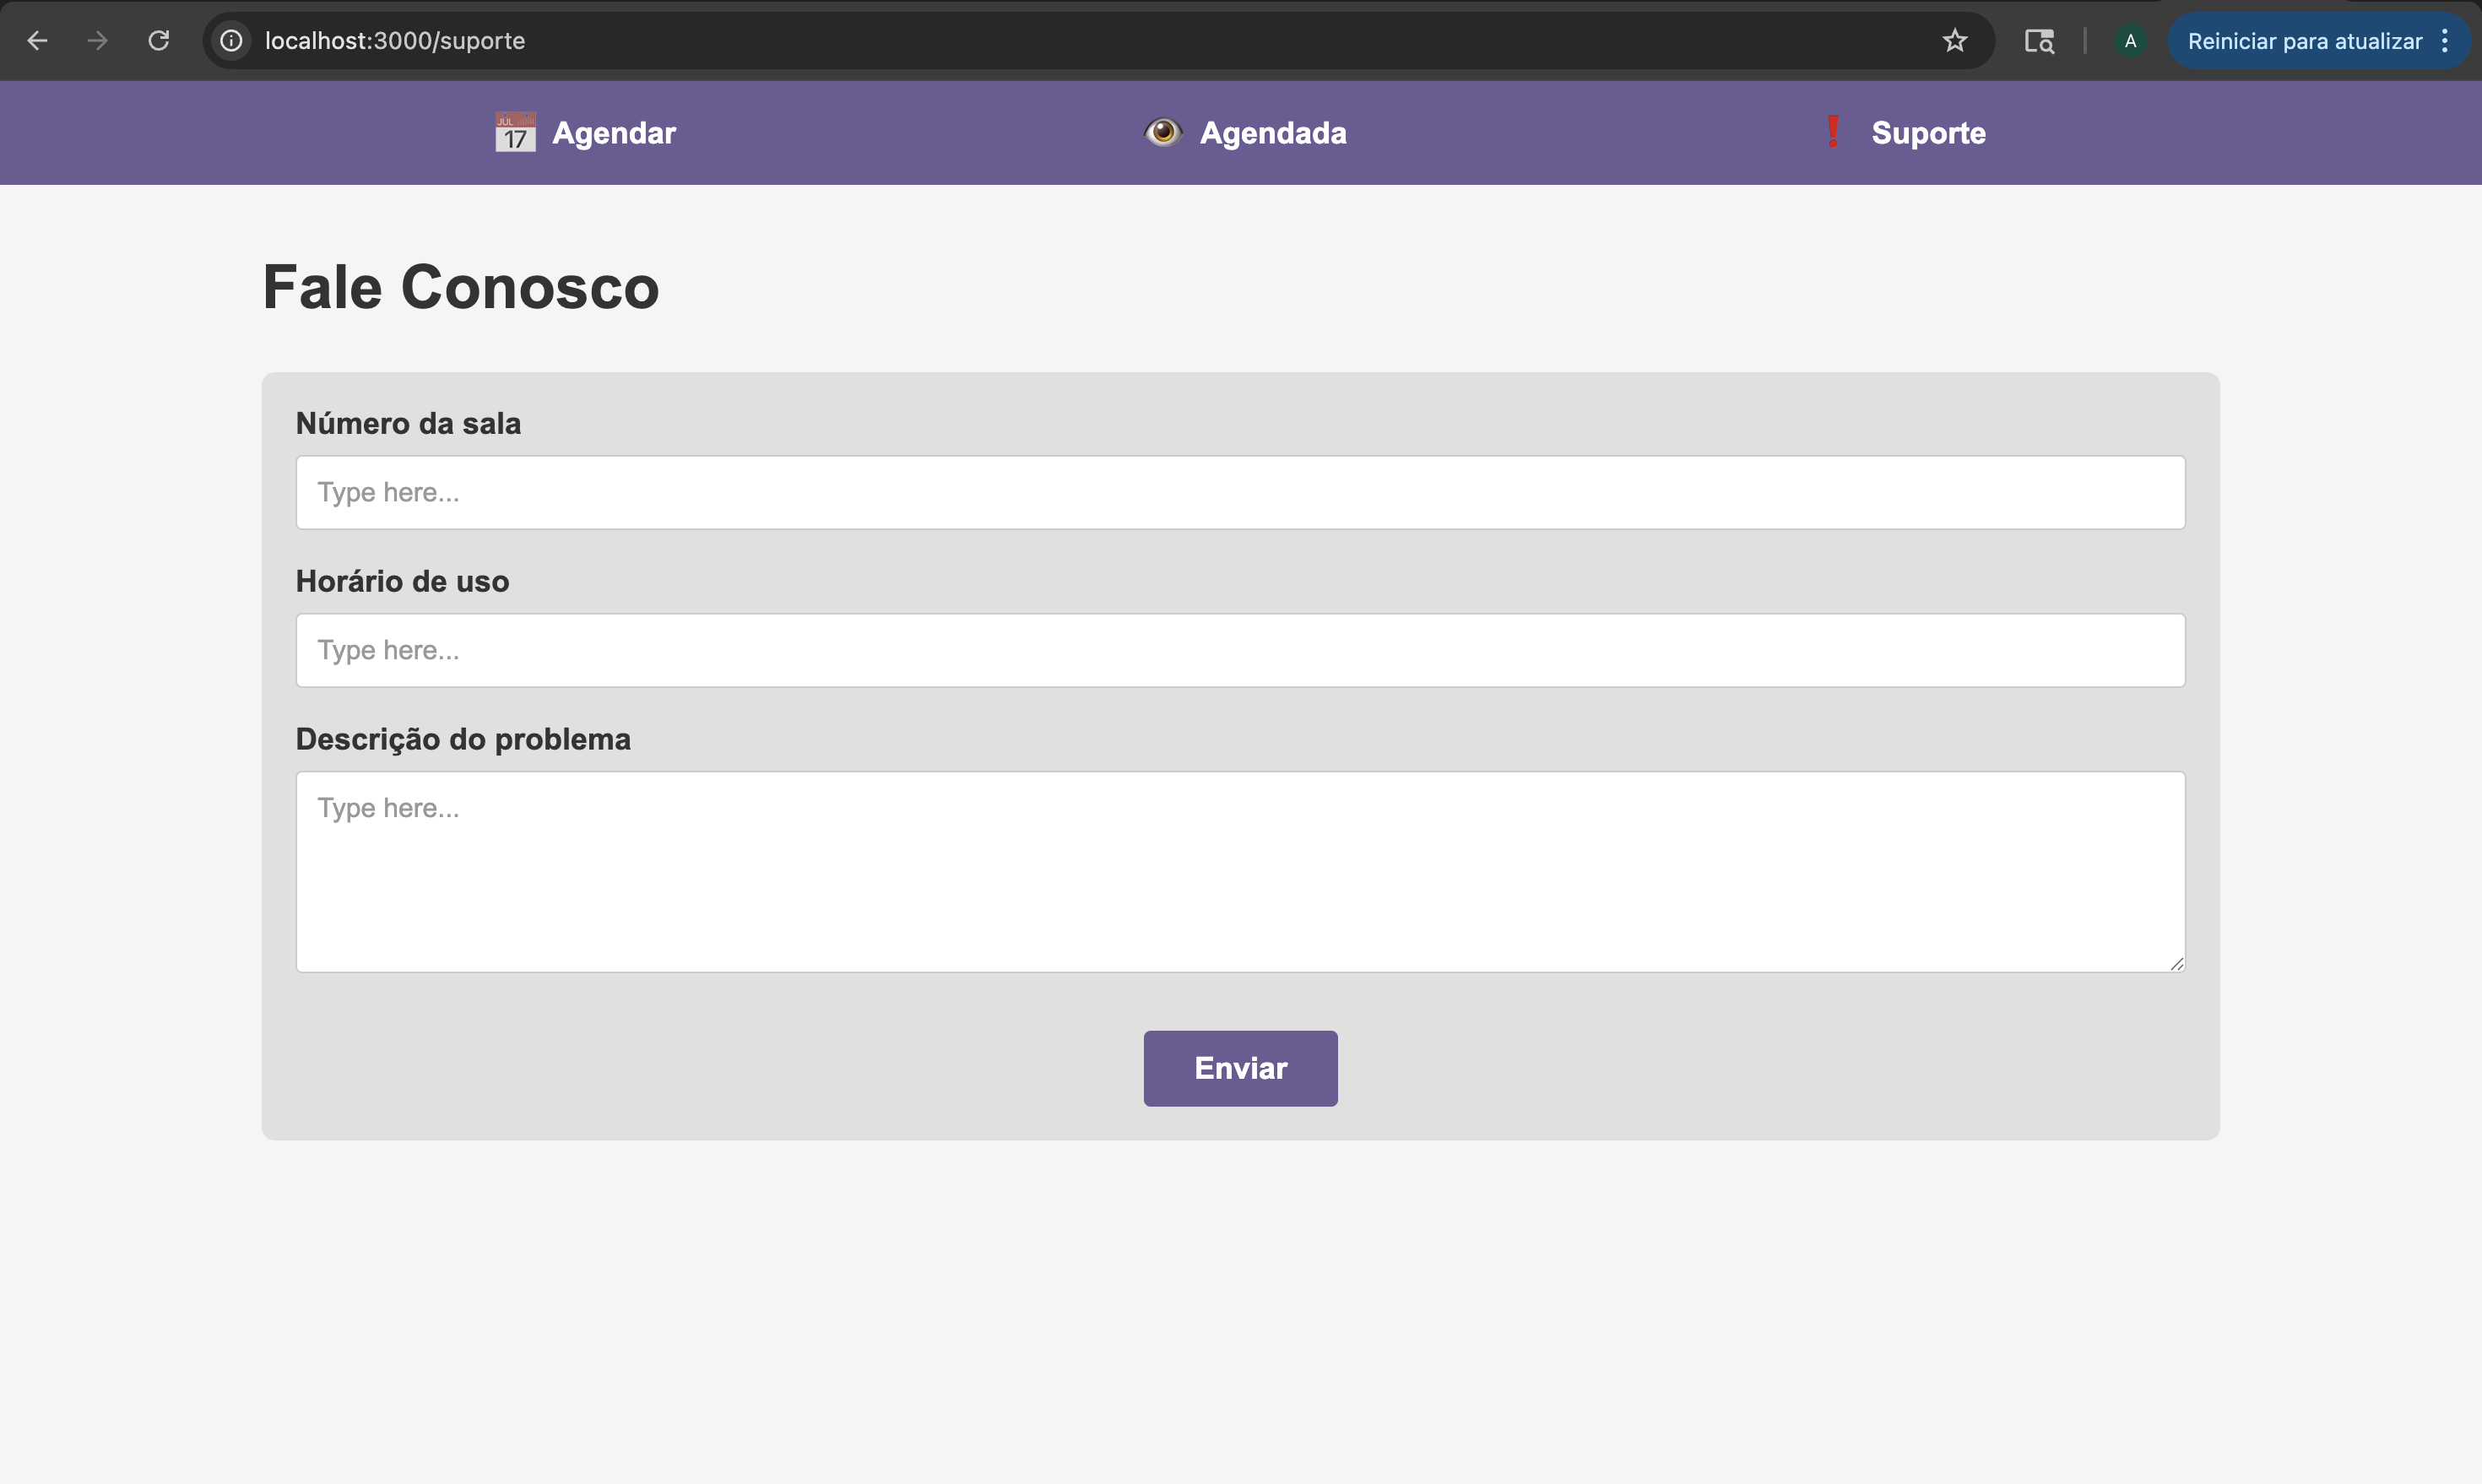 localhost:3000/suporte
A
Reiniciar para atualizar
JUL
17
Agendar
Agendada
Suporte
Fale Conosco
Número da sala
Type here...
Horário de uso
Type here...
Descrição do problema
Type here...
Enviar